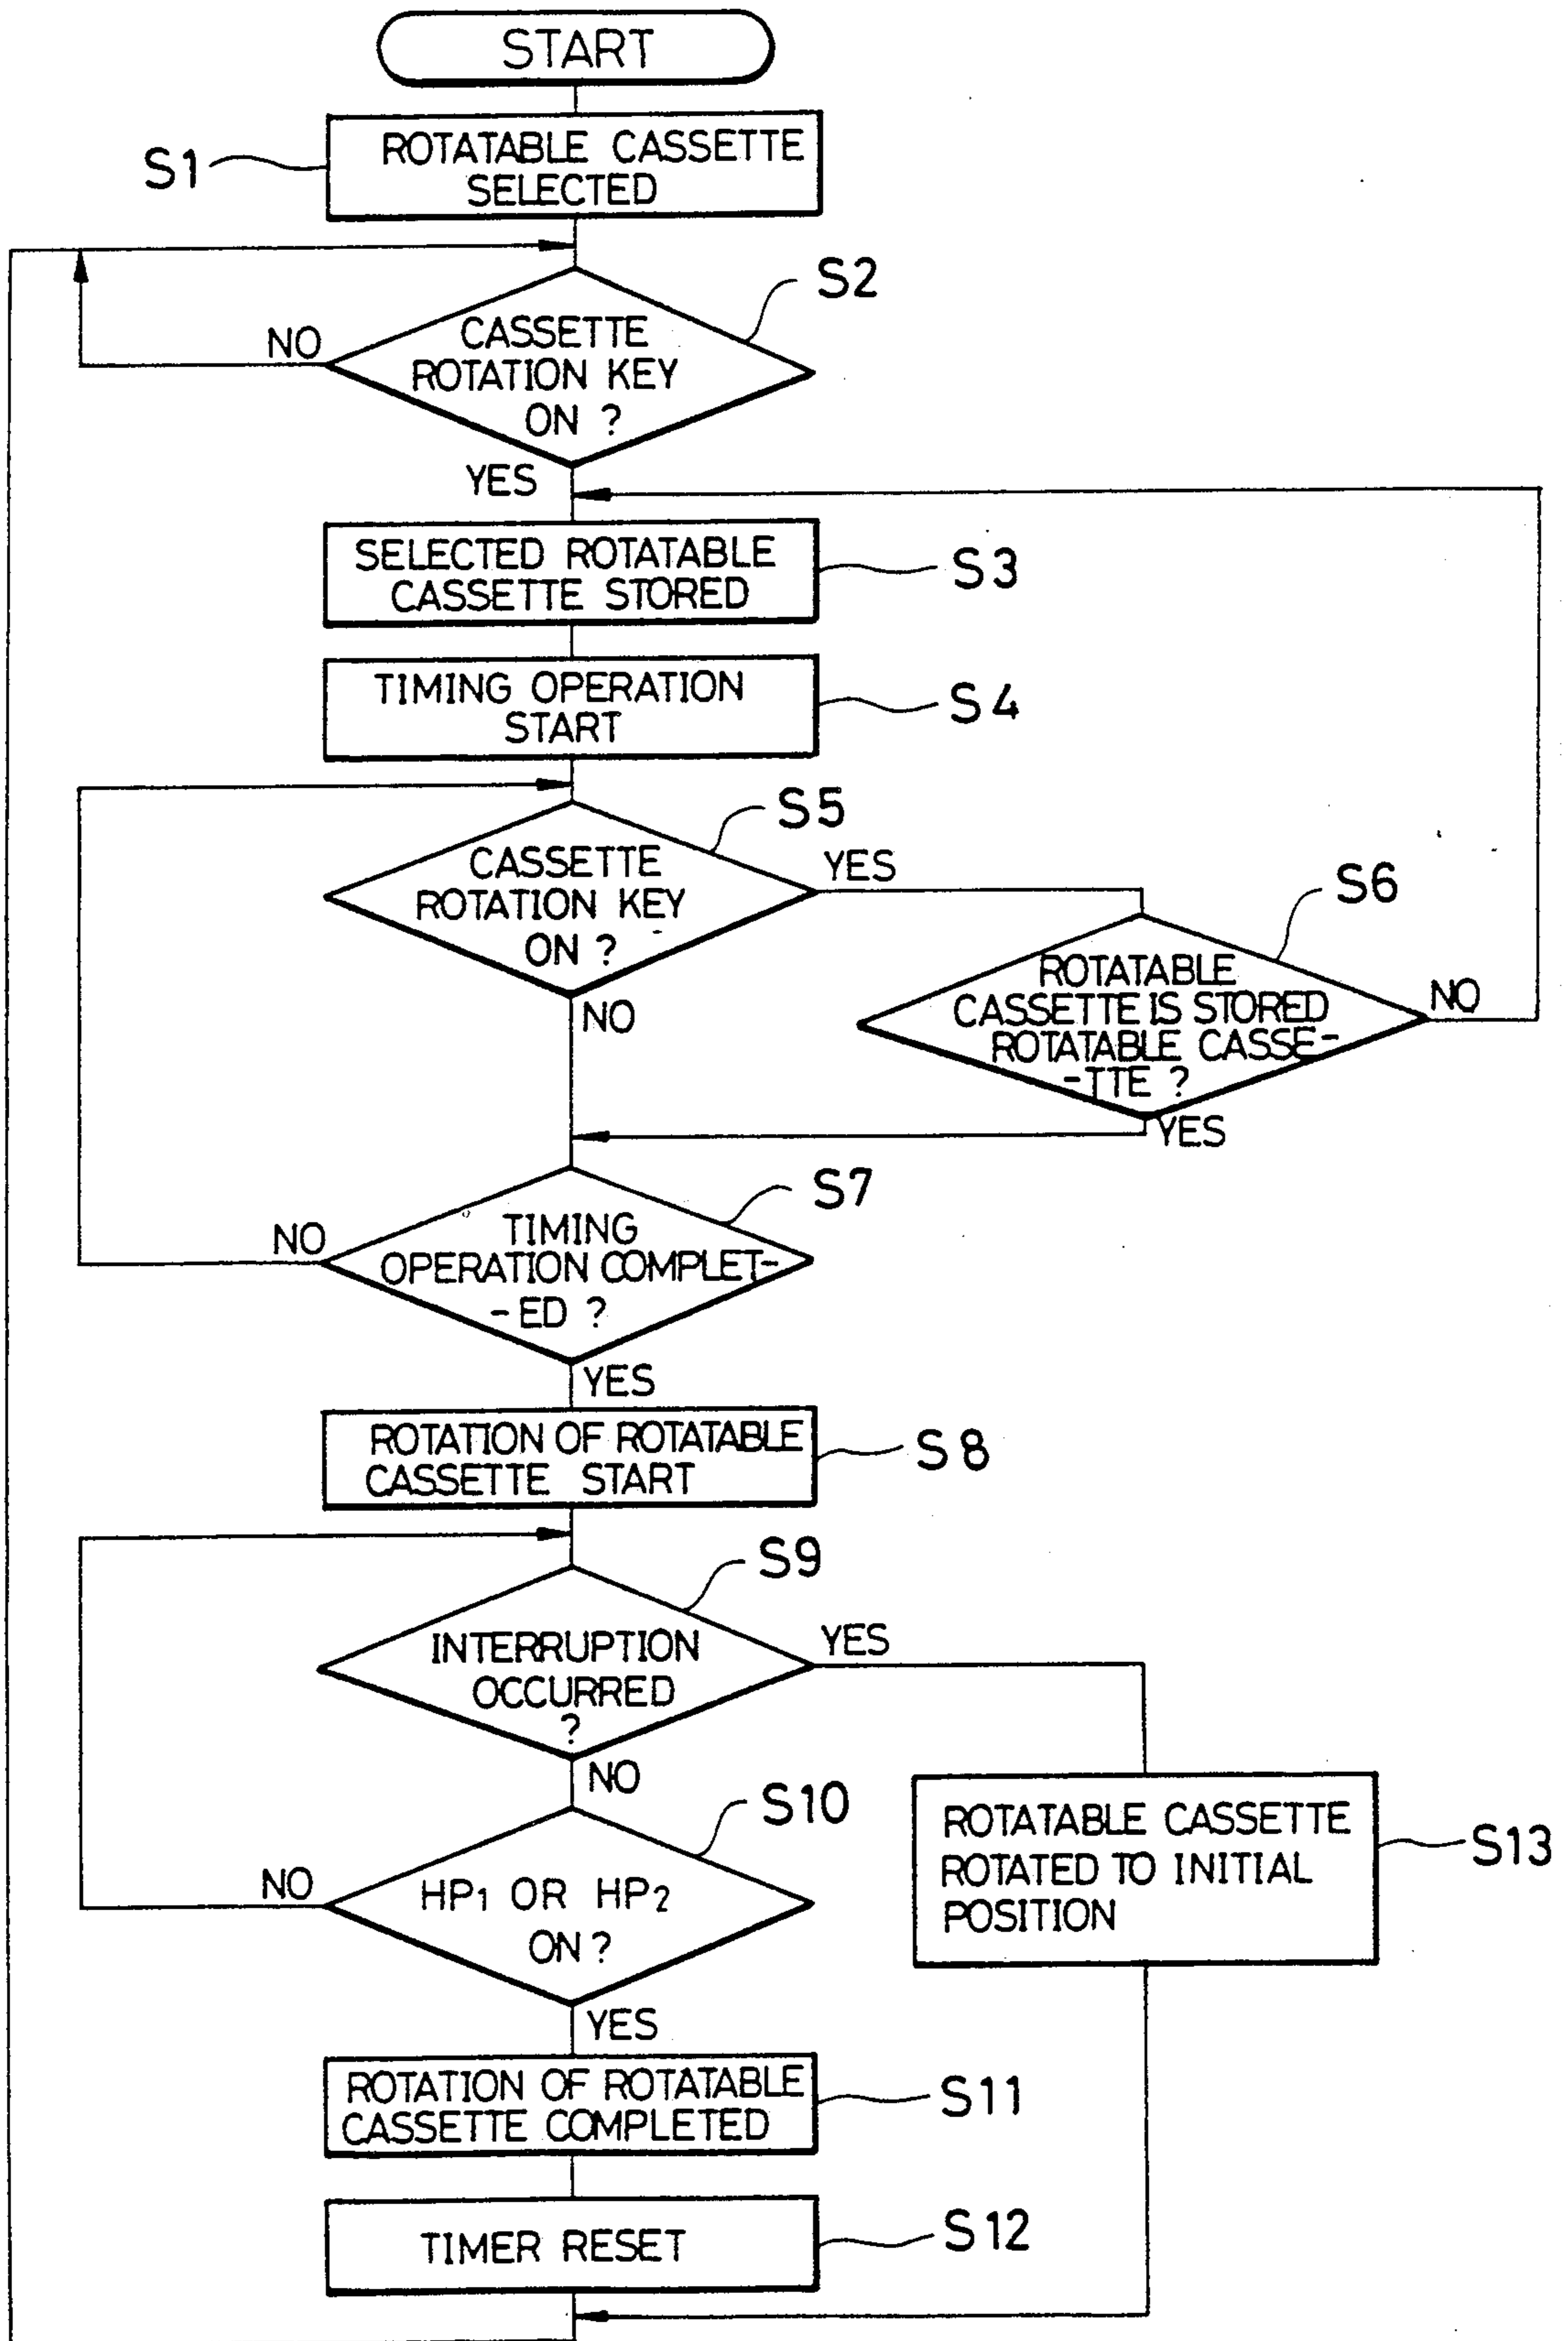 START
S1
ROTATABLE CASSETTE
SELECTED
S2
NO
CASSETTE
ROTATION KEY
ON ?
YES
SELECTED ROTATABLE
CASSETTE STORED
S3
TIMING OPERATION
START
S4
S5
CASSETTE
ROTATION KEY
ON ?
YES
NO
S6
ROTATABLE
CASSETTE IS STORED
ROTATABLE CASSE-
-TTE ?
NO
YES
S7
NO
TIMING
OPERATION COMPLET-
-ED ?
YES
ROTATION OF ROTATABLE
CASSETTE START
S8
S9
INTERRUPTION
OCCURRED
?
YES
NO
S10
NO
HP1 OR HP2
ON ?
YES
ROTATABLE CASSETTE
ROTATED TO INITIAL
POSITION
S13
ROTATION OF ROTATABLE
CASSETTE COMPLETED
S11
TIMER RESET
S12